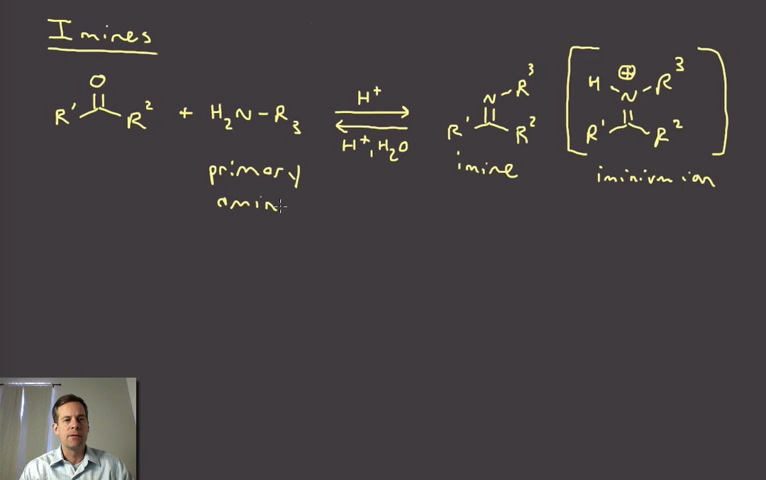 Imines
O
R' R² + H₂N-R₃ H⁺ N R³ R' R² H ⊕ N R³ R' R²
H⁺, H₂O
primary imine iminium ion
amin